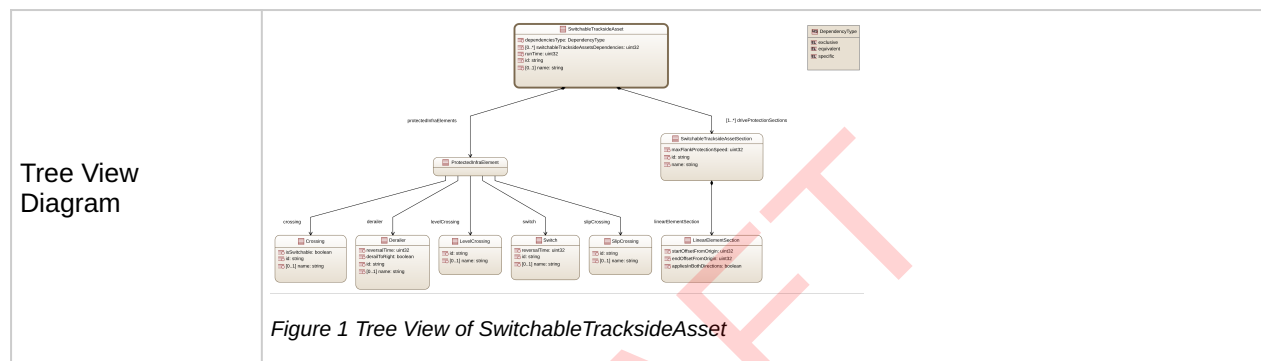 Tree View
Diagram
SwitchableTracksideAsset
dependenciesType: DependencyType
[0..*] switchableTracksideAssetsDependencies: uint32
runTime: uint32
id: string
[0..1] name: string
DependencyType
exclusive
equivalent
specific
protectedInfraElements
[1..*] driveProtectionSections
ProtectedInfraElement
SwitchableTracksideAssetSection
maxFlankProtectionSpeed: uint32
id: string
name: string
crossing
derailer
levelCrossing
switch
slipCrossing
linearElementSection
Crossing
isSwitchable: boolean
id: string
[0..1] name: string
Derailer
reversalTime: uint32
derailToRight: boolean
id: string
[0..1] name: string
LevelCrossing
id: string
[0..1] name: string
Switch
reversalTime: uint32
id: string
[0..1] name: string
SlipCrossing
id: string
[0..1] name: string
LinearElementSection
startOffsetFromOrigin: uint32
endOffsetFromOrigin: uint32
appliesInBothDirections: boolean
Figure 1 Tree View of SwitchableTracksideAsset